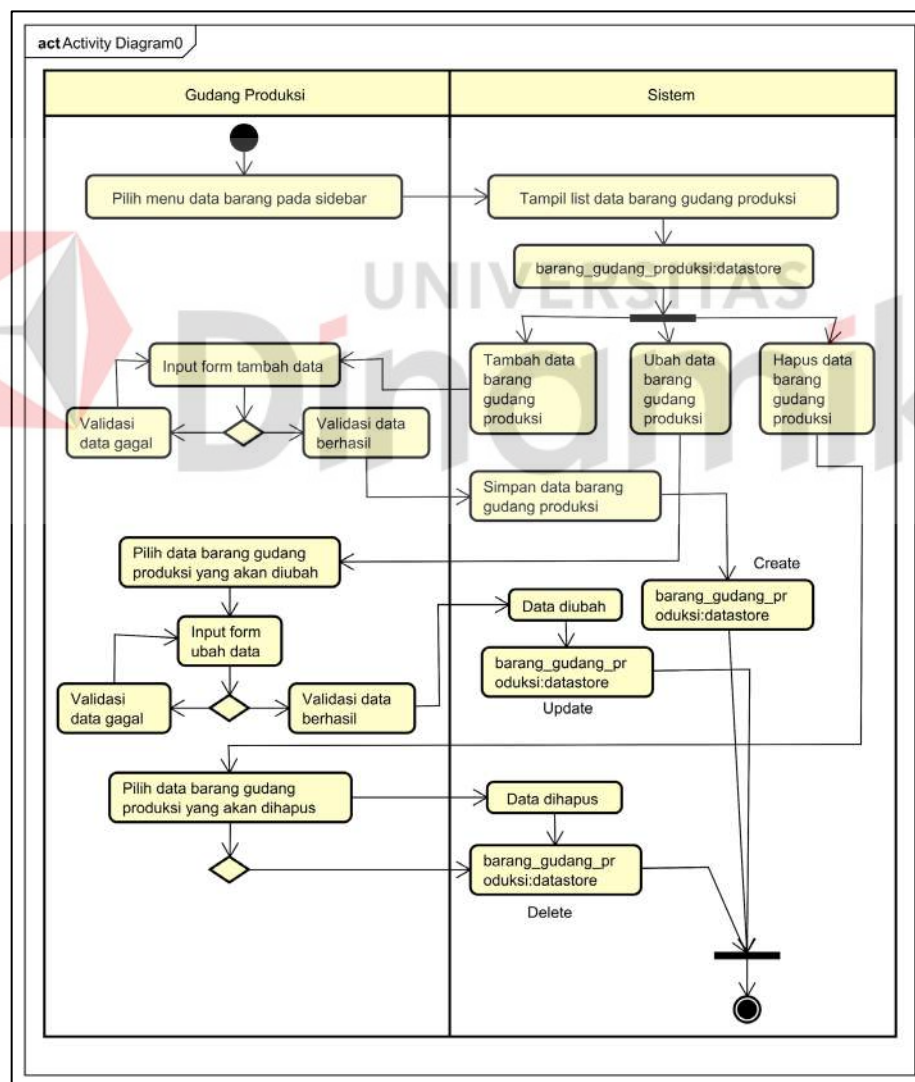 act Activity Diagram0
Gudang Produksi
Sistem
Pilih menu data barang pada sidebar
Tampil list data barang gudang produksi
barang_gudang_produksi:datastore
UNIVERSITAS
Dinamik
Input form tambah data
Tambah data
barang
gudang
produksi
Ubah data
barang
gudang
produksi
Hapus data
barang
gudang
produksi
Validasi
data gagal
Validasi data
berhasil
Simpan data barang
gudang produksi
Pilih data barang gudang
produksi yang akan diubah
Create
barang_gudang_pr
oduksi:datastore
Data diubah
Input form
ubah data
barang_gudang_pr
oduksi:datastore
Update
Validasi
data gagal
Validasi data
berhasil
Pilih data barang gudang
produksi yang akan dihapus
Data dihapus
barang_gudang_pr
oduksi:datastore
Delete